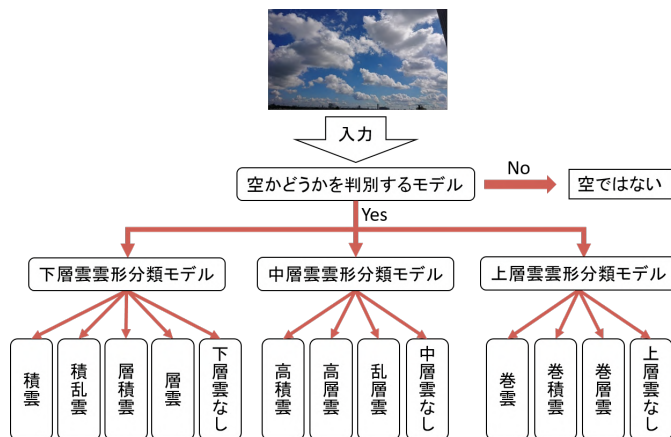 入力
空かどうかを判別するモデル
No
空ではない
Yes
下層雲雲形分類モデル
中層雲雲形分類モデル
上層雲雲形分類モデル
積雲
積乱雲
層積雲
層雲
下層雲なし
高積雲
高層雲
乱層雲
中層雲なし
巻雲
巻積雲
巻層雲
上層雲なし